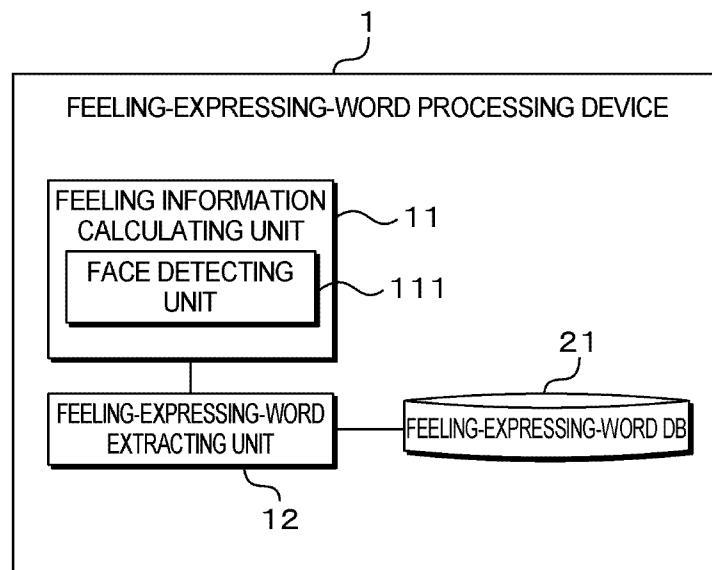 1
FEELING-EXPRESSING-WORD PROCESSING DEVICE
FEELING INFORMATION
CALCULATING UNIT
11
FACE DETECTING
UNIT
111
21
FEELING-EXPRESSING-WORD
EXTRACTING UNIT
FEELING-EXPRESSING-WORD DB
12